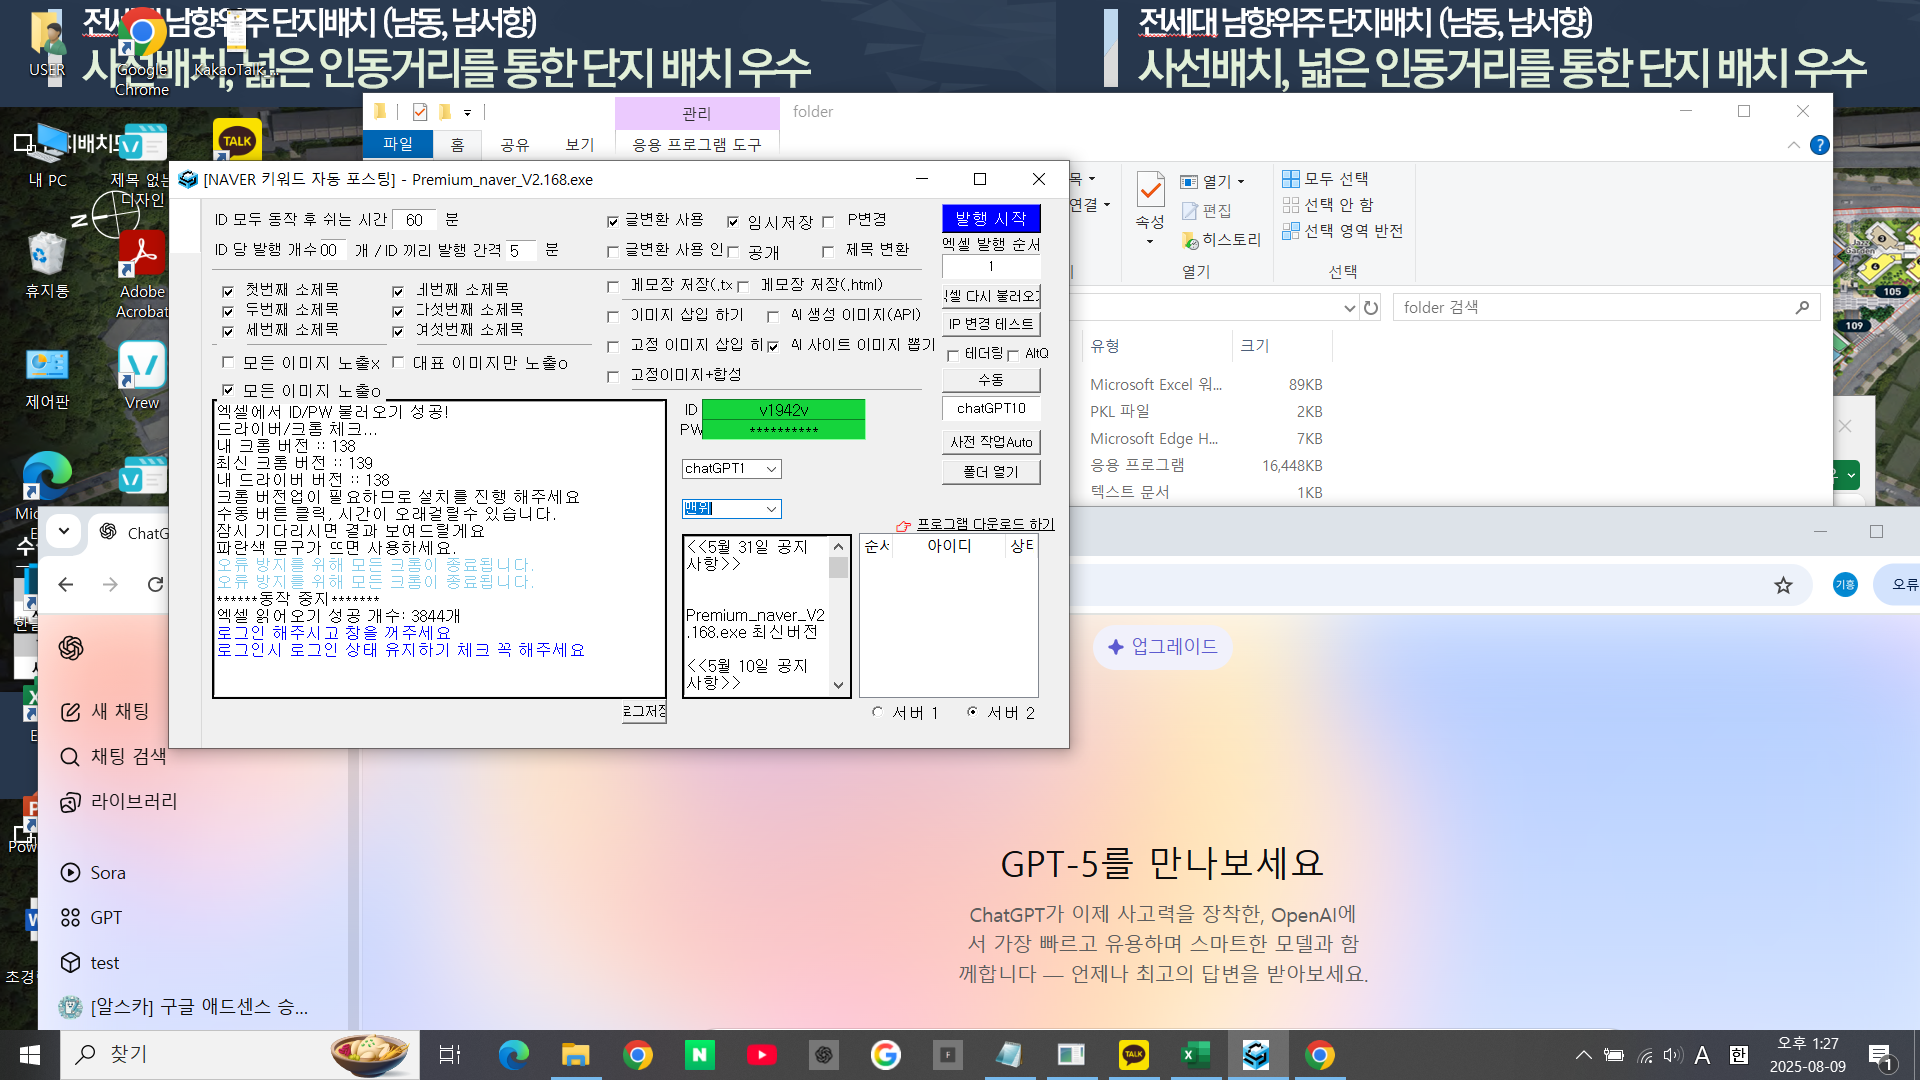 전세대 남향위주 단지배치 (남동, 남서향)
사선배치, 넓은 인동거리를 통한 단지 배치 우수
전세대 남향위주 단지배치 (남동, 남서향)
사선배치, 넓은 인동거리를 통한 단지 배치 우수
USER
Google Chrome
KakaoTalk...
내 PC
제목 없는 디자인
TALK
휴지통
Adobe Acrobat
제어판
Vrew
관리
folder
파일
홈
공유
보기
응용 프로그램 도구
속성
열기
편집
히스토리
열기
모두 선택
선택 안 함
선택 영역 반전
선택
folder 검색
유형
크기
Microsoft Excel 워...
89KB
PKL 파일
2KB
Microsoft Edge H...
7KB
응용 프로그램
16,448KB
텍스트 문서
1KB
105
109
[NAVER 키워드 자동 포스팅] - Premium_naver_V2.168.exe
ID 모두 동작 후 쉬는 시간 60 분
ID 당 발행 개수 00 개 / ID 끼리 발행 간격 5 분
글변환 사용
임시저장
글변환 사용 인
공개
제목 변환
발행 시작
엑셀 발행 순서
1
IP 변경 테스트
테더링
수동
chatGPT10
사전 작업Auto
폴더 열기
첫번째 소제목
두번째 소제목
세번째 소제목
네번째 소제목
다섯번째 소제목
여섯번째 소제목
모든 이미지 노출x
대표 이미지만 노출o
모든 이미지 노출o
메모장 저장(.tx
메모장 저장(.html)
이미지 삽입 하기
AI 생성 이미지(API)
고정 이미지 삽입 히
AI 사이트 이미지 뽑기
고정이미지+합성
엑셀에서 ID/PW 불러오기 성공!
드라이버/크롬 체크...
내 크롬 버전 :: 138
최신 크롬 버전 :: 139
내 드라이버 버전 :: 138
크롬 버전업이 필요하므로 설치를 진행 해주세요
수동 버튼 클릭, 시간이 오래걸릴수 있습니다.
잠시 기다리시면 결과 보여드릴게요
파란색 문구가 뜨면 사용하세요.
오류 방지를 위해 모든 크롬이 종료됩니다.
오류 방지를 위해 모든 크롬이 종료됩니다.
******동작 중지*******
엑셀 읽어오기 성공 개수: 3844개
로그인 해주시고 창을 꺼주세요
로그인시 로그인 상태 유지하기 체크 꼭 해주세요
로그저장
ID v1942v
PW **********
chatGPT1
맨위
프로그램 다운로드 하기
<<5월 31일 공지
사항>>
Premium_naver_V2
.168.exe 최신버전
<<5월 10일 공지
사항>>
순서
아이디
상태
서버 1
서버 2
ChatG
기흥
오류
업그레이드
새 채팅
채팅 검색
라이브러리
Sora
GPT
test
[알스카] 구글 애드센스 승...
GPT-5를 만나보세요
ChatGPT가 이제 사고력을 장착한, OpenAI에
서 가장 빠르고 유용하며 스마트한 모델과 함
께합니다 — 언제나 최고의 답변을 받아보세요.
찾기
TALK
A
한
오후 1:27
2025-08-09
1